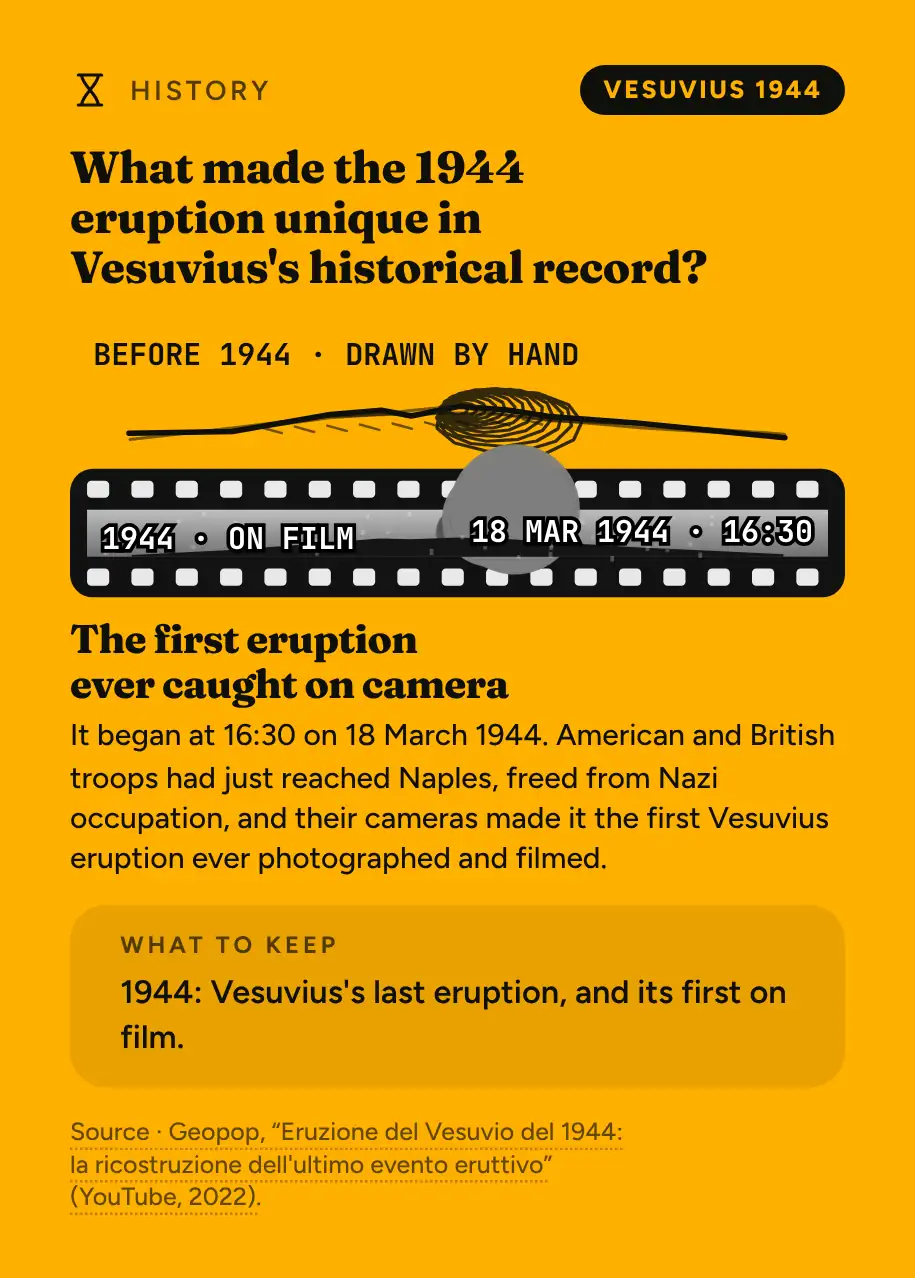 HISTORY
VESUVIUS 1944
What made the 1944
eruption unique in
Vesuvius's historical record?
BEFORE 1944 · DRAWN BY HAND
1944 · ON FILM
18 MAR 1944 · 16:30
The first eruption
ever caught on camera
It began at 16:30 on 18 March 1944. American and British
troops had just reached Naples, freed from Nazi
occupation, and their cameras made it the first Vesuvius
eruption ever photographed and filmed.
WHAT TO KEEP
1944: Vesuvius's last eruption, and its first on
film.
Source · Geopop, “Eruzione del Vesuvio del 1944:
la ricostruzione dell'ultimo evento eruttivo”
(YouTube, 2022).